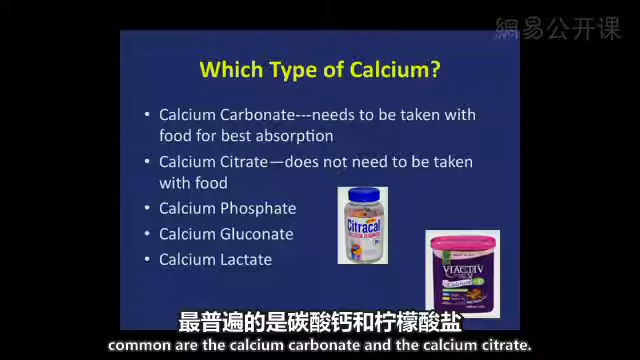 網易公开课
Which Type of Calcium?
• Calcium Carbonate---needs to be taken with
food for best absorption
• Calcium Citrate—does not need to be taken
with food
• Calcium Phosphate
• Calcium Gluconate
• Calcium Lactate
Citracal
VIACTIV
最普遍的是碳酸钙和柠檬酸盐
common are the calcium carbonate and the calcium citrate.